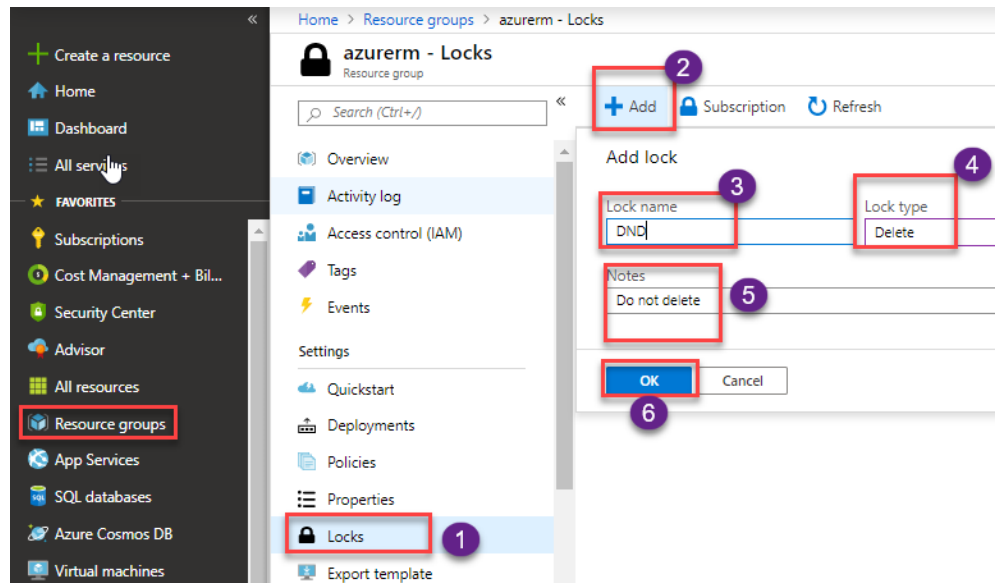 «
Create a resource
Home
Dashboard
All services
FAVORITES
Subscriptions
Cost Management + Bil...
Security Center
Advisor
All resources
Resource groups
App Services
SQL databases
Azure Cosmos DB
Virtual machines
Home > Resource groups > azurerm - Locks
azurerm - Locks
Resource group
Search (Ctrl+/)
«
Overview
Activity log
Access control (IAM)
Tags
Events
Settings
Quickstart
Deployments
Policies
Properties
Locks
1
Export template
2
Add
Subscription
Refresh
Add lock
3
4
Lock name
Lock type
DND
Delete
Notes
Do not delete
5
OK
Cancel
6